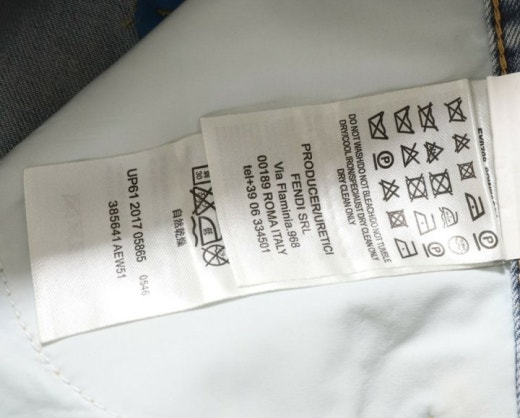 DO NOT WASH/DO NOT BLEACH/DO NOT TUMBLE
DRY/COOL IRON/SPECIALIST DRY CLEAN ONLY
DRY CLEAN ONLY
PRODUCER/URETICI
FENDI SRL
Via Flaminia.968
00189 ROMA ITALY
tel+39 06 334501
自然乾燥
UP61 2017 05865 0546
385641 AEW51